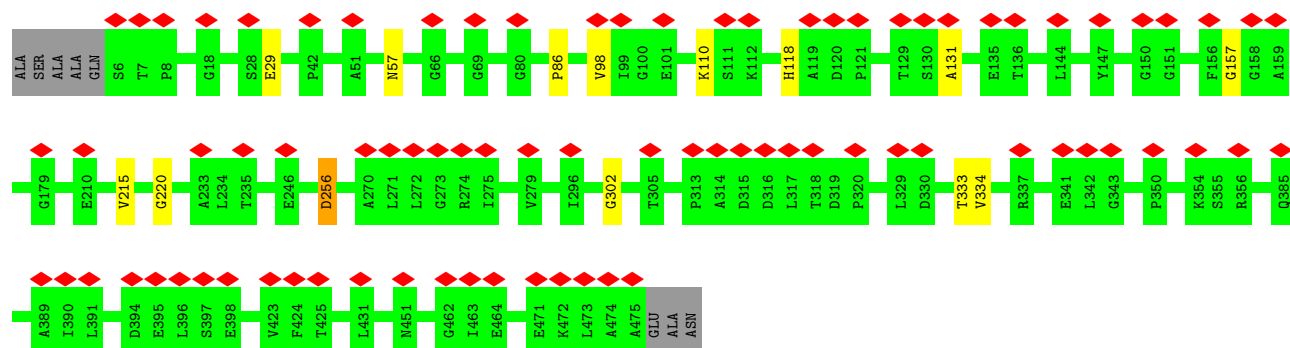 ALA SER ALA ALA GLN S6 T7 P8 G18 S28 E29 P42 A51 N57 G66 G69 G80 P86 V98 I99 G100 E101 K110 S111 K112 H118 A119 D120 P121 T129 S130 A131 E135 T136 L144 Y147 G150 G151 F156 G157 G158 A159
G179 E210 V215 G220 A233 L234 T235 E246 D256 A270 L271 L272 G273 R274 I275 V279 I296 G302 T305 P313 A314 D315 D316 L317 T318 D319 P320 L329 D330 T333 V334 R337 E341 L342 G343 P350 K354 S355 R356 Q385
A389 I390 L391 D394 E395 L396 S397 E398 V423 F424 T425 L431 N451 G462 I463 E464 E471 K472 L473 A474 A475 GLU ALA ASN